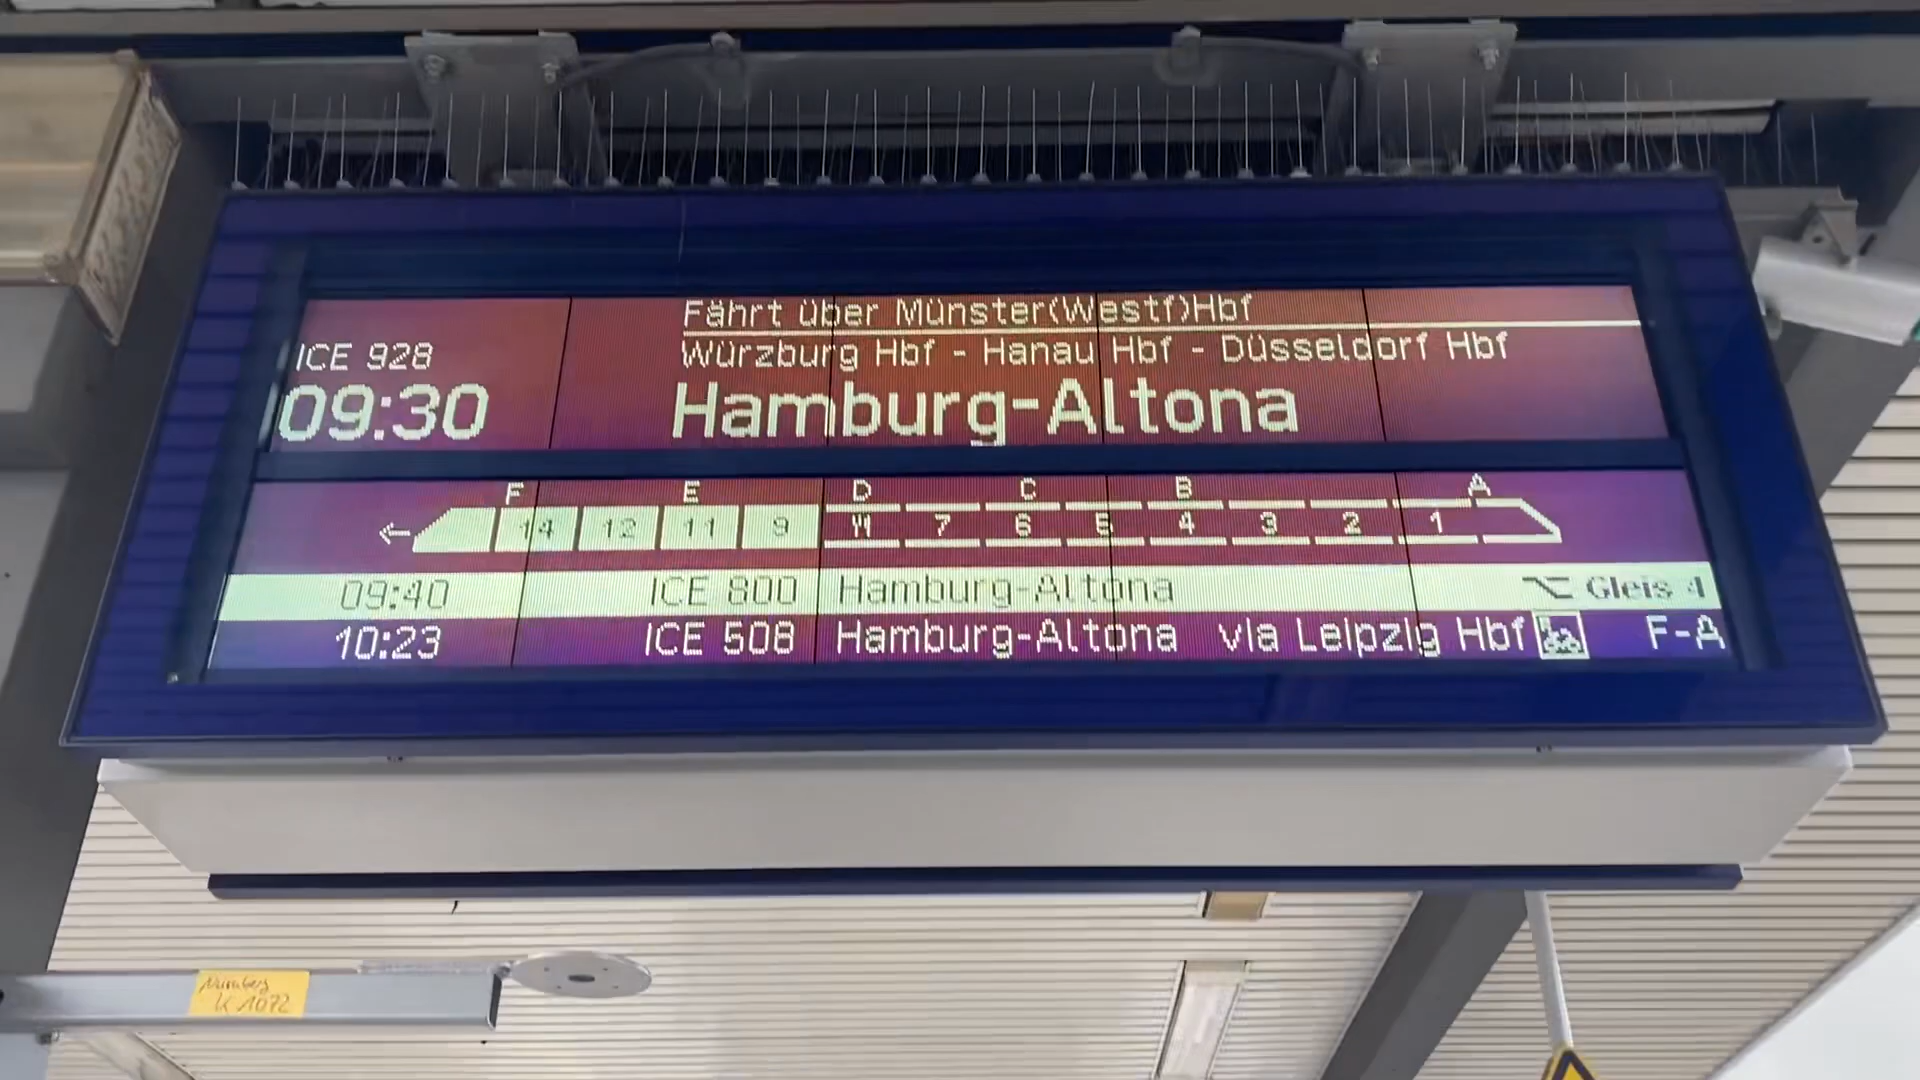 Fährt über Münster(Westf)Hbf
ICE 928 Würzburg Hbf - Hanau Hbf - Düsseldorf Hbf
09:30 Hamburg-Altona
F E D C B A
14 12 11 9 7 6 5 4 3 2 1
09:40 ICE 800 Hamburg-Altona Gleis 4
10:23 ICE 508 Hamburg-Altona via Leipzig Hbf F-A
Nürnberg
K 1072